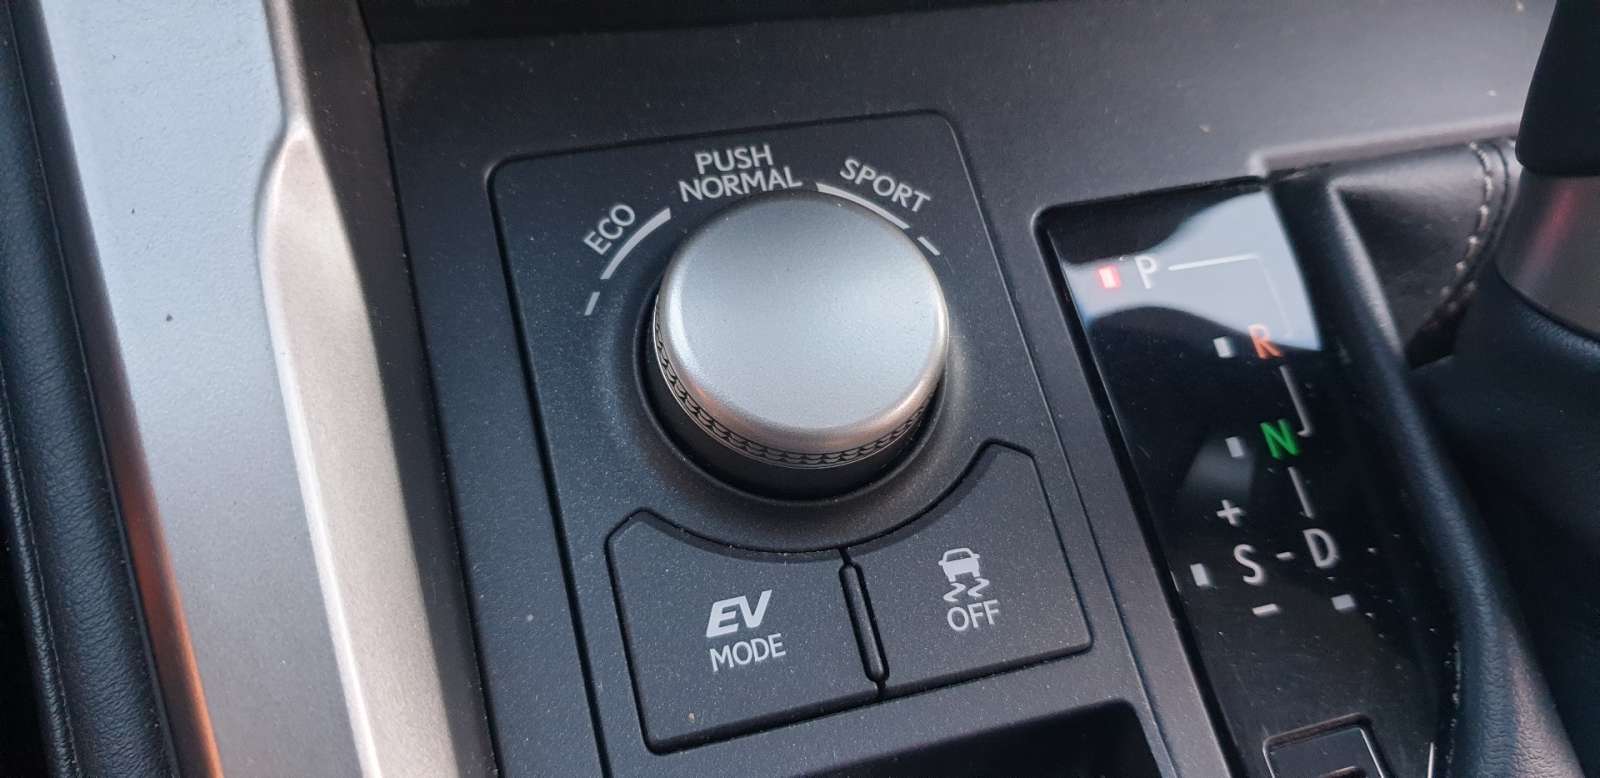 ECO
PUSH
NORMAL
SPORT
EV
MODE
OFF
P
R
N
+
S - D
-